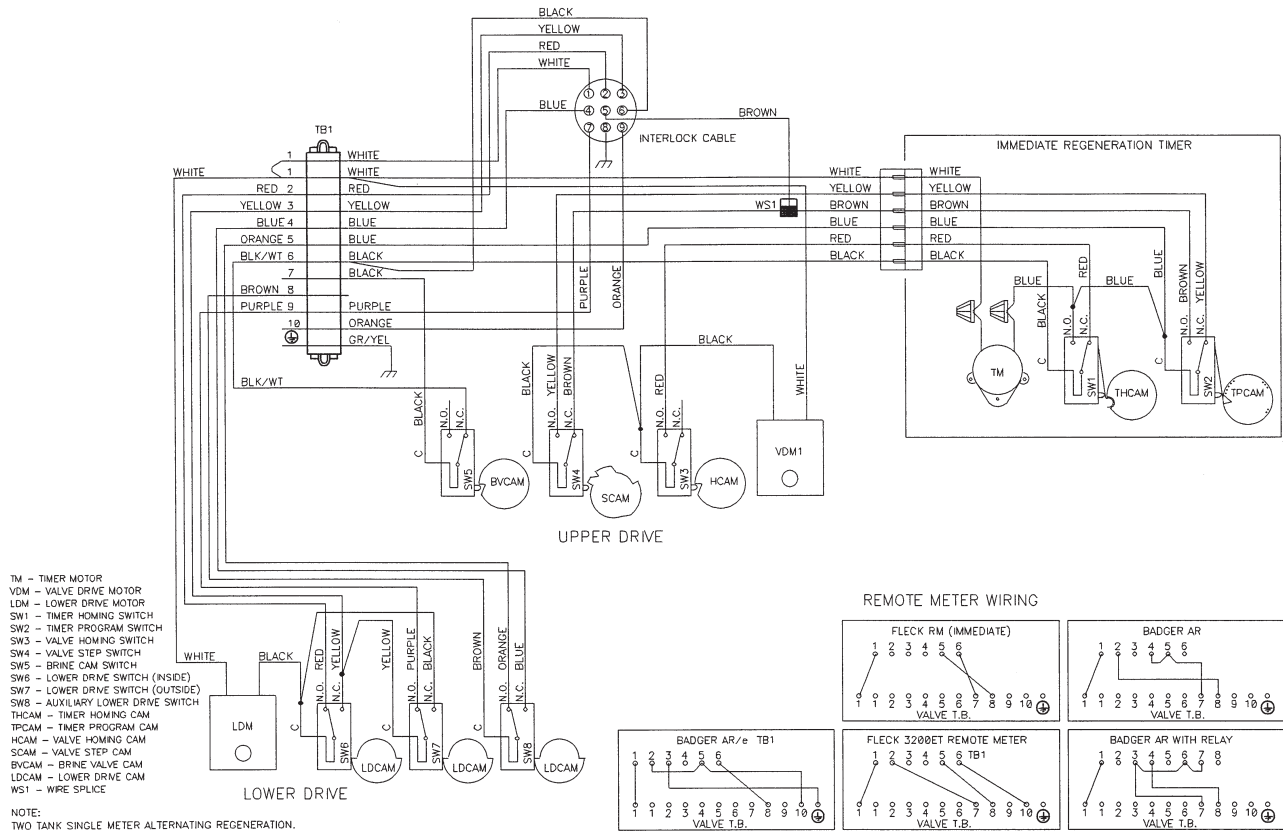 BLACK
YELLOW
RED
WHITE
BLUE
1 2 3
4 5 6
7 8 9
BROWN
INTERLOCK CABLE
TB1
IMMEDIATE REGENERATION TIMER
1 WHITE
WHITE 1 WHITE
RED 2 RED
YELLOW 3 YELLOW
BLUE 4 BLUE
ORANGE 5 BLUE
BLK/WT 6 BLACK
7 BLACK
BROWN 8
PURPLE 9 PURPLE
10 ORANGE
GR/YEL
BLK/WT
PURPLE
ORANGE
WS1
WHITE WHITE
YELLOW YELLOW
BROWN BROWN
BLUE BLUE
RED RED
BLACK BLACK
BLUE
BLACK
RED
BLUE
BLUE
BROWN
YELLOW
N.O.
N.C.
C
SW1
N.O.
N.C.
C
SW2
TM
THCAM
TPCAM
BLACK
N.O.
N.C.
C
SW5
BVCAM
BLACK
YELLOW
BROWN
N.O.
N.C.
C
SW4
SCAM
BLACK
RED
N.O.
N.C.
C
SW3
HCAM
WHITE
VDM1
UPPER DRIVE
TM – TIMER MOTOR
VDM – VALVE DRIVE MOTOR
LDM – LOWER DRIVE MOTOR
SW1 – TIMER HOMING SWITCH
SW2 – TIMER PROGRAM SWITCH
SW3 – VALVE HOMING SWITCH
SW4 – VALVE STEP SWITCH
SW5 – BRINE CAM SWITCH
SW6 – LOWER DRIVE SWITCH (INSIDE)
SW7 – LOWER DRIVE SWITCH (OUTSIDE)
SW8 – AUXILIARY LOWER DRIVE SWITCH
THCAM – TIMER HOMING CAM
TPCAM – TIMER PROGRAM CAM
HCAM – VALVE HOMING CAM
SCAM – VALVE STEP CAM
BVCAM – BRINE VALVE CAM
LDCAM – LOWER DRIVE CAM
WS1 – WIRE SPLICE
NOTE:
TWO TANK SINGLE METER ALTERNATING REGENERATION.
WHITE
BLACK
LDM
RED
YELLOW
N.O.
N.C.
C
SW6
LDCAM
YELLOW
PURPLE
BLACK
N.O.
N.C.
C
SW7
LDCAM
BROWN
ORANGE
BLUE
N.O.
N.C.
C
SW8
LDCAM
LOWER DRIVE
REMOTE METER WIRING
FLECK RM (IMMEDIATE)
1 2 3 4 5 6
1 1 2 3 4 5 6 7 8 9 10
VALVE T.B.
BADGER AR
1 2 3 4 5 6
1 1 2 3 4 5 6 7 8 9 10
VALVE T.B.
BADGER AR/e TB1
1 2 3 4 5 6
1 1 2 3 4 5 6 7 8 9 10
VALVE T.B.
FLECK 3200ET REMOTE METER
1 2 3 4 5 6 TB1
1 1 2 3 4 5 6 7 8 9 10
VALVE T.B.
BADGER AR WITH RELAY
1 2 3 4 5 6 7 8
1 1 2 3 4 5 6 7 8 9 10
VALVE T.B.